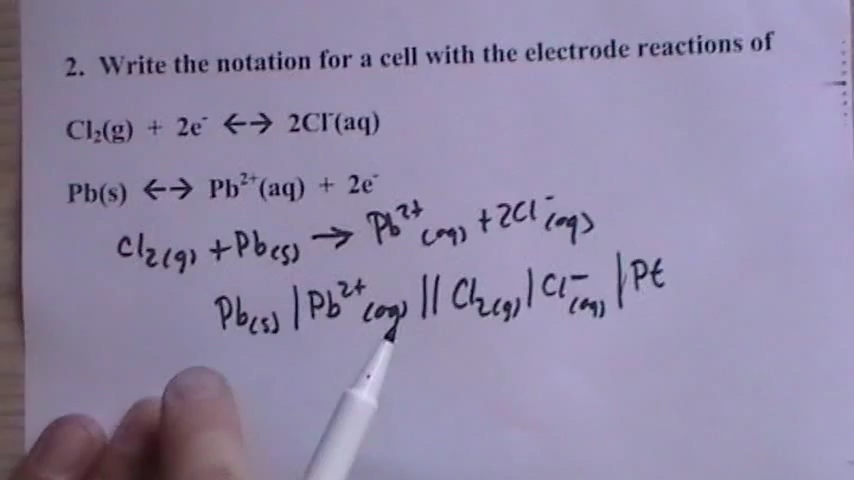 2. Write the notation for a cell with the electrode reactions of
Cl₂(g) + 2e⁻ ↔ 2Cl⁻(aq)
Pb(s) ↔ Pb²⁺(aq) + 2e⁻
Cl₂(g) + Pb(s) → Pb²⁺(aq) + 2Cl⁻(aq)
Pb(s) | Pb²⁺(aq) || Cl₂(g) | Cl⁻(aq) | Pt